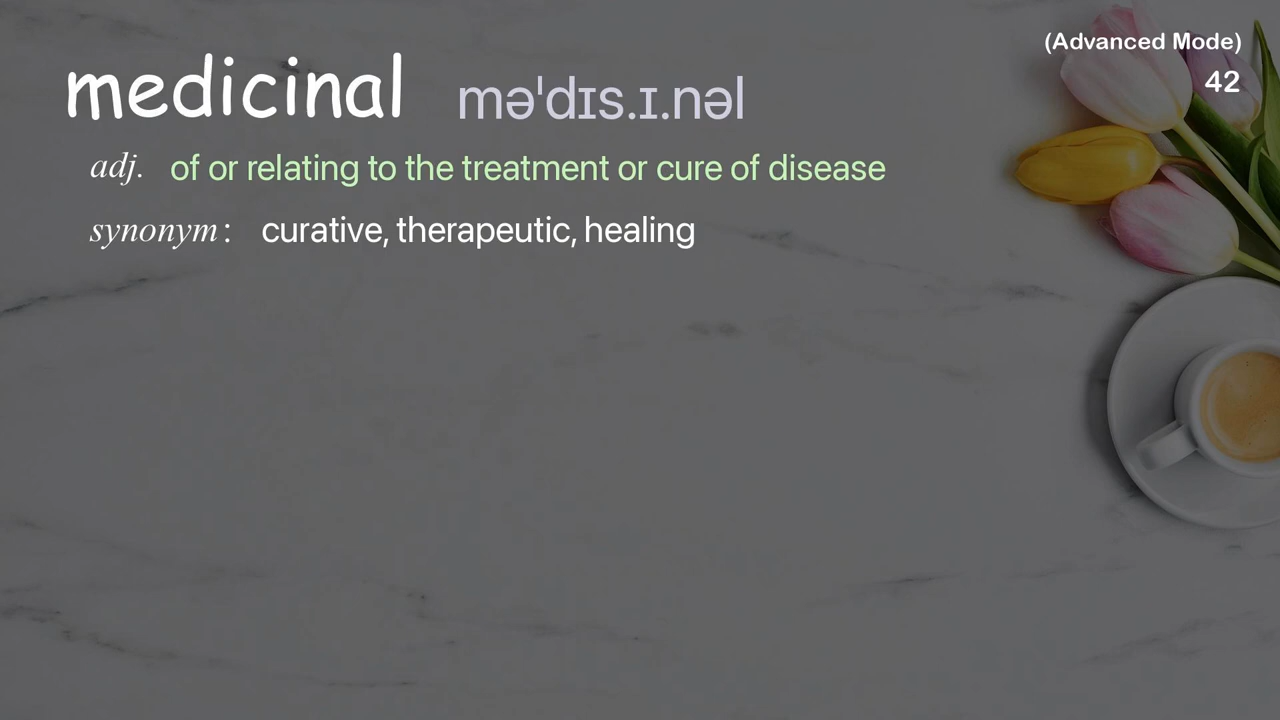 (Advanced Mode)
42
medicinal məˈdɪs.ɪ.nəl
adj. of or relating to the treatment or cure of disease
synonym: curative, therapeutic, healing